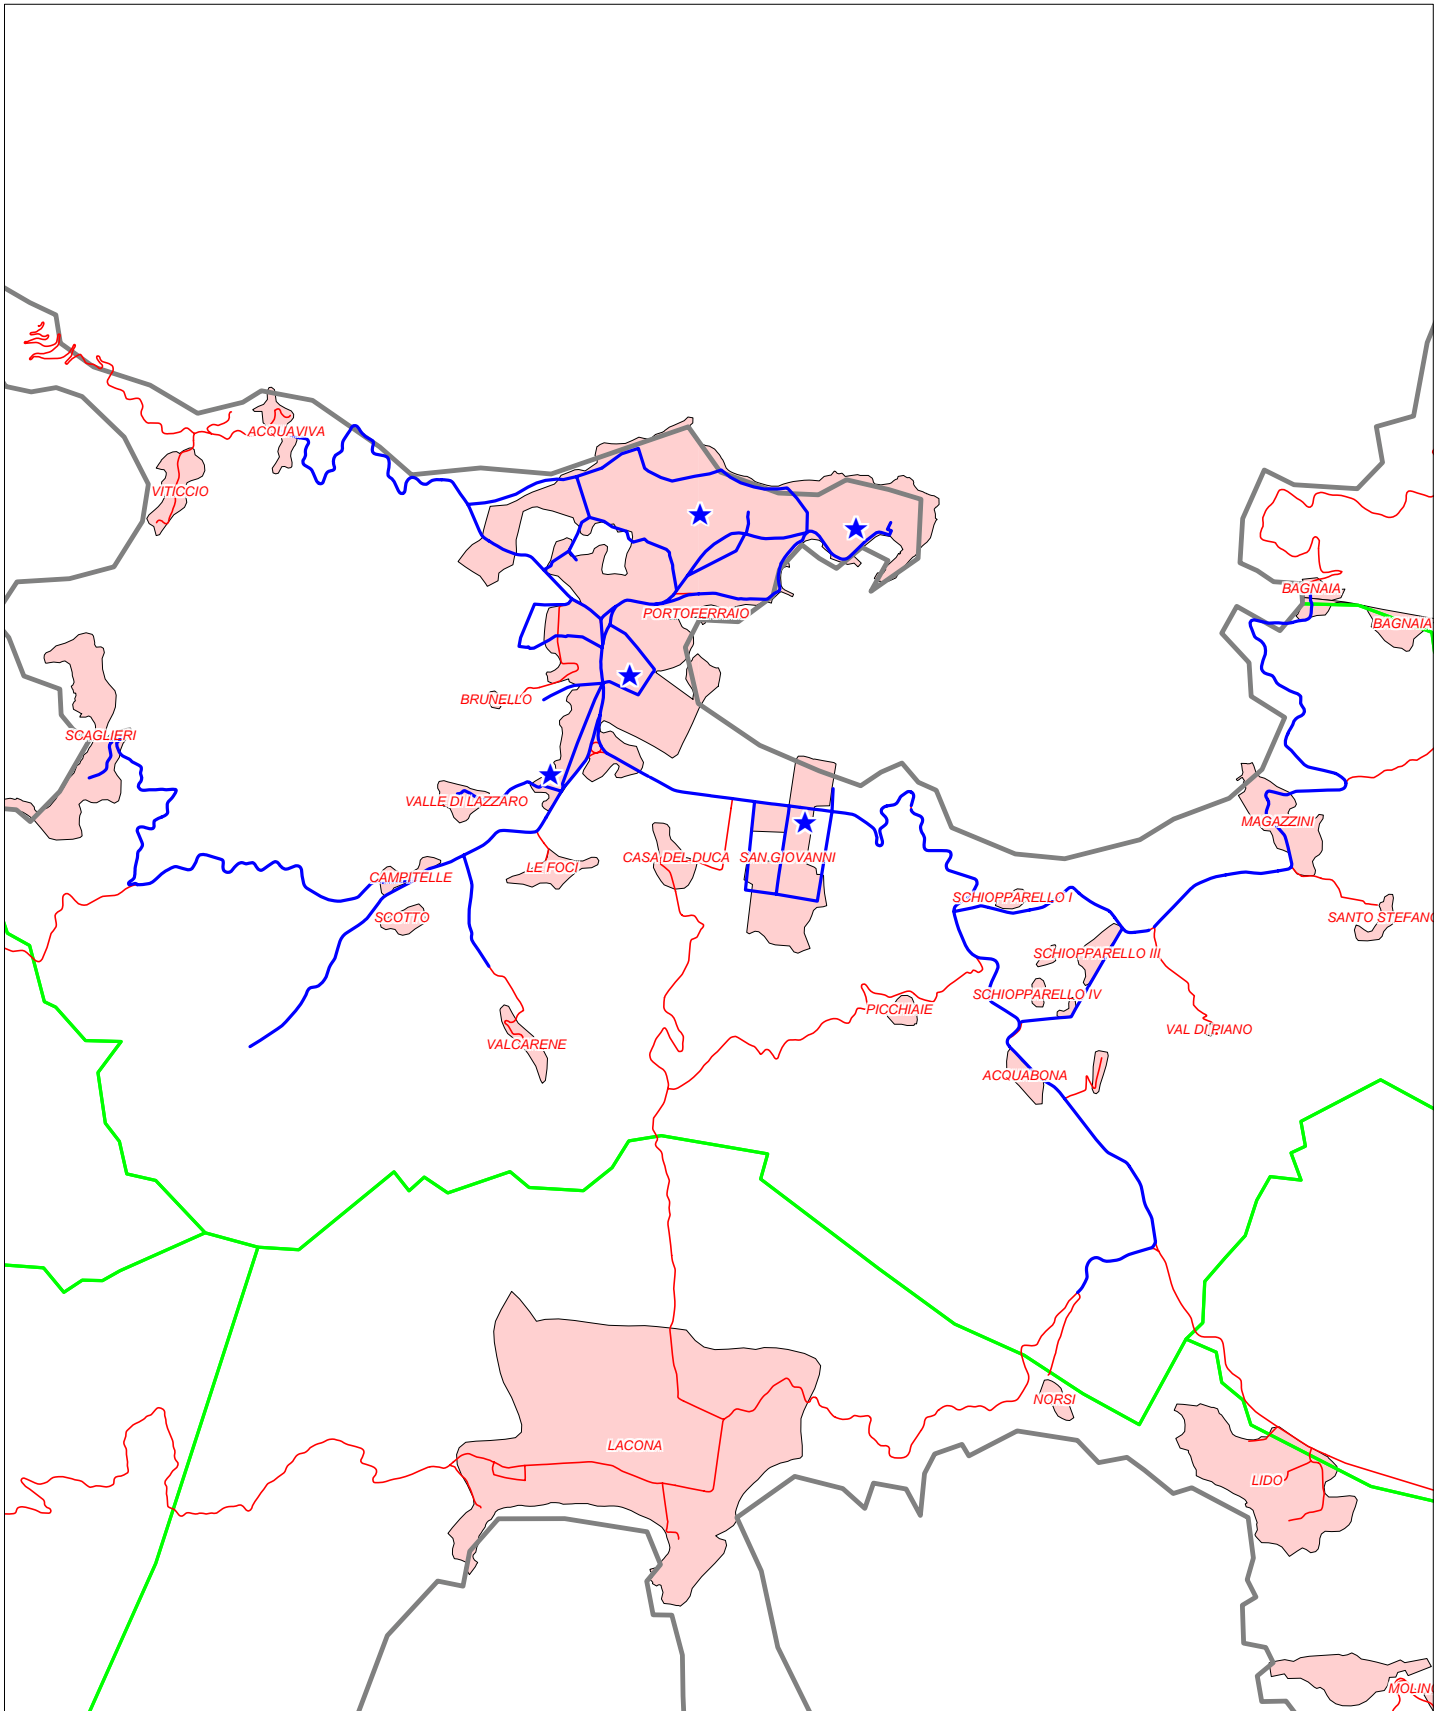 ACQUAVIVA
VITICCIO
BAGNAIA
PORTOFERRAIO
BAGNAIA
BRUNELLO
SCAGLIERI
VALLE DI LAZZARO
MAGAZZINI
CASA DEL DUCA
SAN.GIOVANNI
LE FOCI
CAMPITELLE
SCHIOPPARELLO I
SCOTTO
SANTO STEFANO
SCHIOPPARELLO III
SCHIOPPARELLO IV
PICCHIAIE
VAL DI PIANO
VALCARENE
ACQUABONA
NORSI
LACONA
LIDO
MOLINO